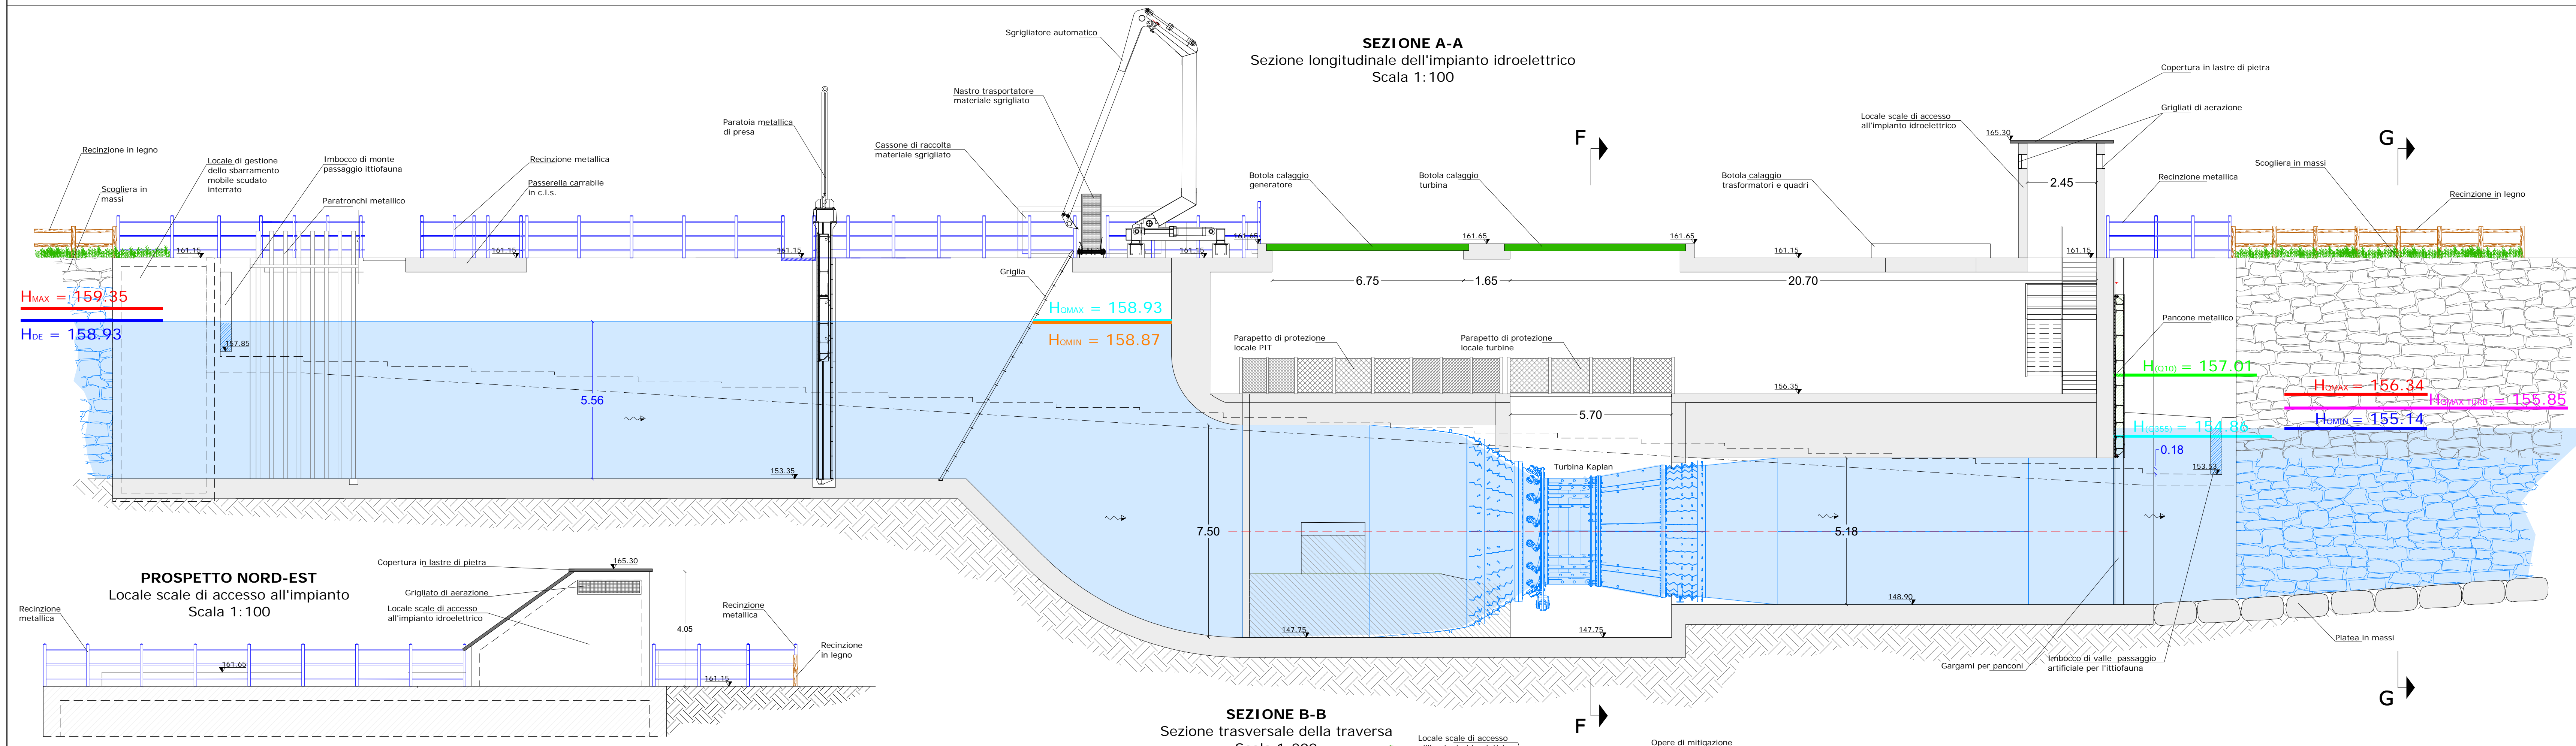 SEZIONE A-A
Sezione longitudinale dell'impianto idroelettrico
Scala 1:100
Sgrigliatore automatico
Nastro trasportatore
materiale sgrigliato
Paratoia metallica
di presa
Cassone di raccolta
materiale sgrigliato
Recinzione in legno
Scogliera in
massi
Locale di gestione
dello sbarramento
mobile scudato
interrato
Imbocco di monte
passaggio ittiofauna
Paratronchi metallico
Recinzione metallica
Passerella carrabile
in c.l.s.
Botola calaggio
generatore
Botola calaggio
turbina
Botola calaggio
trasformatori e quadri
F
Locale scale di accesso
all'impianto idroelettrico
Copertura in lastre di pietra
Grigliati di aerazione
165.30
2.45
G
Scogliera in massi
Recinzione metallica
Recinzione in legno
161.15
161.15
161.15
161.15
161.65
161.65
161.65
161.15
161.15
Griglia
6.75
1.65
20.70
HMAX = 159.35
HDE = 158.93
157.85
HQMAX = 158.93
HQMIN = 158.87
Parapetto di protezione
locale PIT
Parapetto di protezione
locale turbine
156.35
Pancone metallico
H(Q10) = 157.01
HQMAX = 156.34
HQMAX TURB = 155.85
HQMIN = 155.14
H(Q355) = 154.86
0.18
153.53
5.56
5.70
153.35
Turbina Kaplan
7.50
5.18
148.90
147.75
147.75
Platea in massi
Gargami per panconi
Imbocco di valle passaggio
artificiale per l'ittiofauna
F
G
PROSPETTO NORD-EST
Locale scale di accesso all'impianto
Scala 1:100
Copertura in lastre di pietra
165.30
Grigliato di aerazione
Locale scale di accesso
all'impianto idroelettrico
Recinzione
metallica
4.05
Recinzione
metallica
Recinzione
in legno
161.65
161.15
SEZIONE B-B
Sezione trasversale della traversa
Locale scale di accesso
Opere di mitigazione